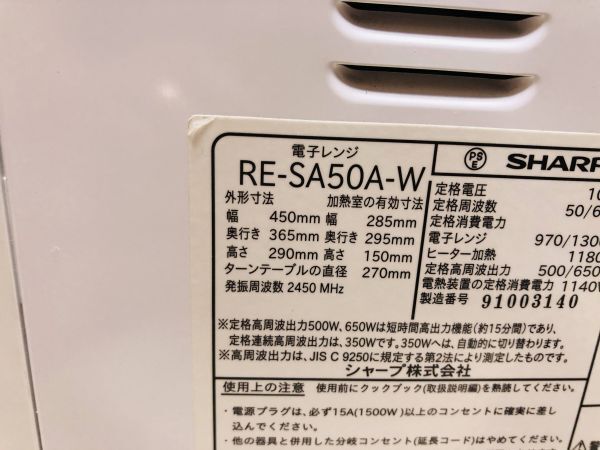 電子レンジ
RE-SA50A-W
外形寸法 加熱室の有効寸法
幅 450mm 幅 285mm
奥行き 365mm 奥行き 295mm
高さ 290mm 高さ 150mm
ターンテーブルの直径 270mm
発振周波数 2450 MHz
PS
E
SHARP
定格電圧 10
定格周波数 50/6
定格消費電力
電子レンジ 970/130
ヒーター加熱 1180
定格高周波出力 500/650
電熱装置の定格消費電力 1140W
製造番号 91003140
※定格高周波出力500W、650Wは短時間高出力機能(約15分間)であり、
定格連続高周波出力は、350Wです。350Wへは、自動的に切り替わります。
※高周波出力は、JIS C 9250に規定する第2法により測定したものです。
シャープ株式会社
使用上の注意 使用前にクックブック(取扱説明編)を熟読してください。
・電源プラグは、必ず15A(1500W)以上のコンセントに確実に差し
込んでください。
・他の器具と併用した分岐コンセント(延長コード)はやめてください。
警